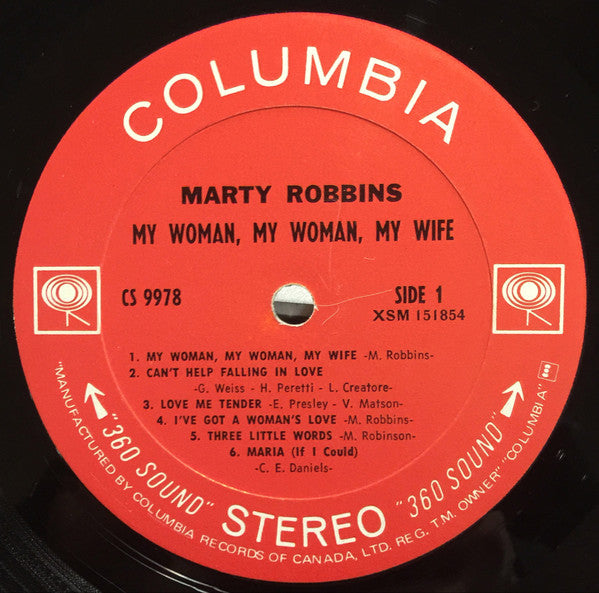 COLUMBIA
MARTY ROBBINS
MY WOMAN, MY WOMAN, MY WIFE
CS 9978
SIDE 1
XSM 151854
1. MY WOMAN, MY WOMAN, MY WIFE -M. Robbins-
2. CAN'T HELP FALLING IN LOVE
-G. Weiss - H. Peretti - L. Creatore-
3. LOVE ME TENDER -E. Presley - V. Matson-
4. I'VE GOT A WOMAN'S LOVE -M. Robbins-
5. THREE LITTLE WORDS -M. Robinson-
6. MARIA (If I Could)
-C. E. Daniels-
"360 SOUND" STEREO "360 SOUND"
"MANUFACTURED BY COLUMBIA RECORDS OF CANADA, LTD. REG. T.M. OWNER" "COLUMBIA"